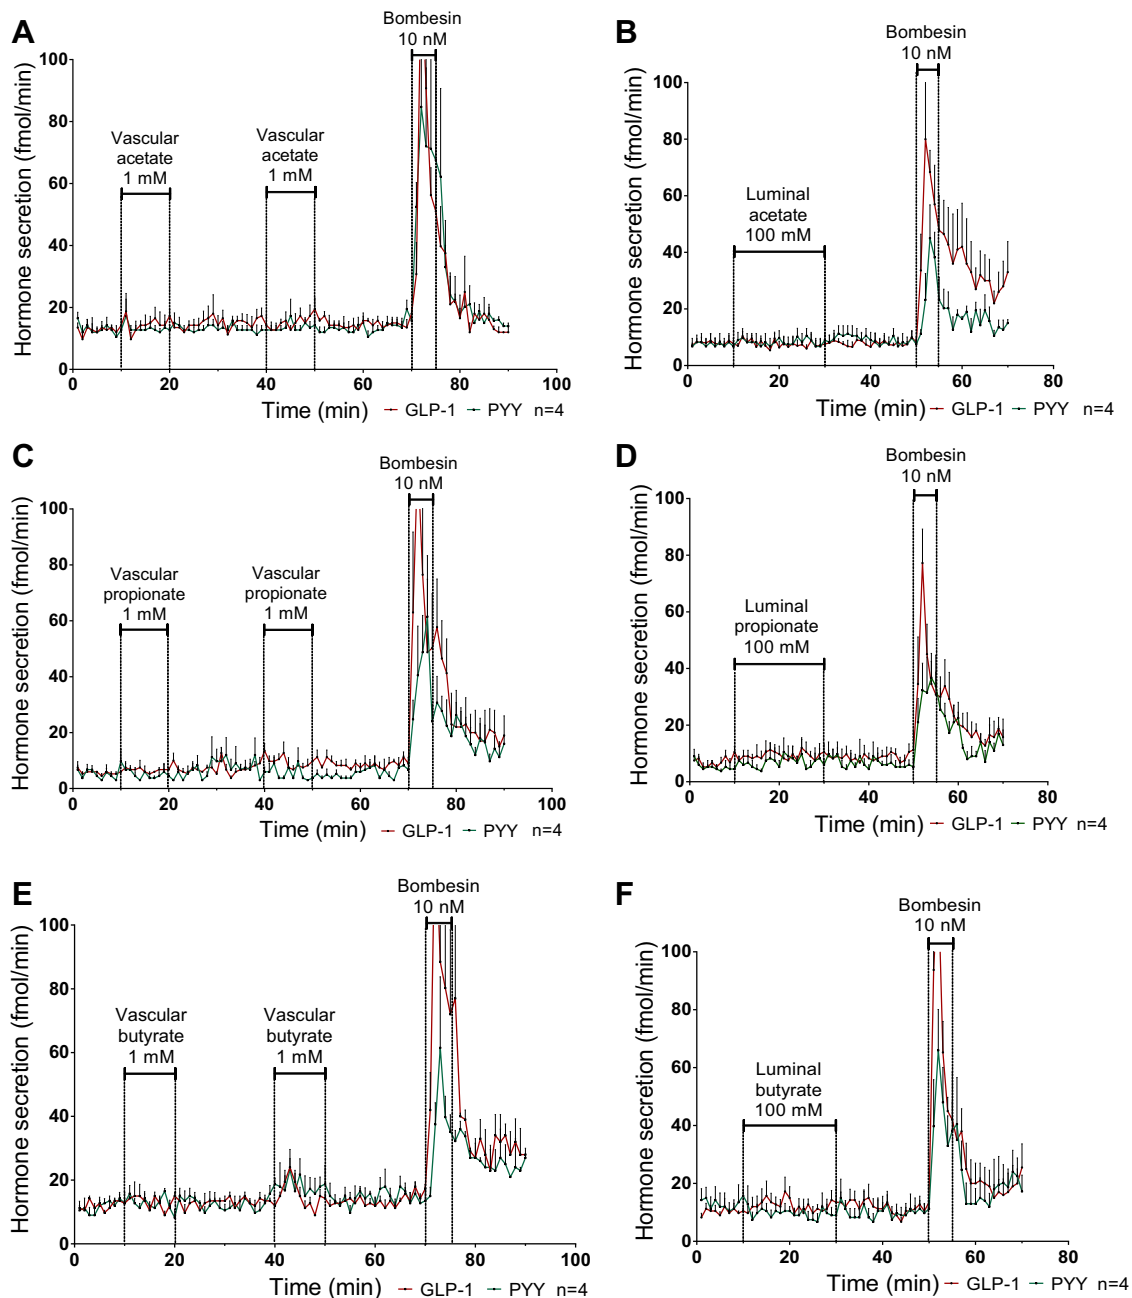 A
Bombesin
10 nM
Vascular
acetate
1 mM
Vascular
acetate
1 mM
Hormone secretion (fmol/min)
100
80
60
40
20
0
0 20 40 60 80 100
Time (min)
GLP-1 PYY n=4
B
Bombesin
10 nM
Luminal
acetate
100 mM
Hormone secretion (fmol/min)
100
80
60
40
20
0
0 20 40 60 80
Time (min)
GLP-1 PYY n=4
C
Bombesin
10 nM
Vascular
propionate
1 mM
Vascular
propionate
1 mM
Hormone secretion (fmol/min)
100
80
60
40
20
0
0 20 40 60 80 100
Time (min)
GLP-1 PYY n=4
D
Bombesin
10 nM
Luminal
propionate
100 mM
Hormone secretion (fmol/min)
100
80
60
40
20
0
0 20 40 60 80
Time (min)
GLP-1 PYY n=4
E
Bombesin
10 nM
Vascular
butyrate
1 mM
Vascular
butyrate
1 mM
Hormone secretion (fmol/min)
100
80
60
40
20
0
0 20 40 60 80 100
Time (min)
GLP-1 PYY n=4
F
Bombesin
10 nM
Luminal
butyrate
100 mM
Hormone secretion (fmol/min)
100
80
60
40
20
0
0 20 40 60 80
Time (min)
GLP-1 PYY n=4